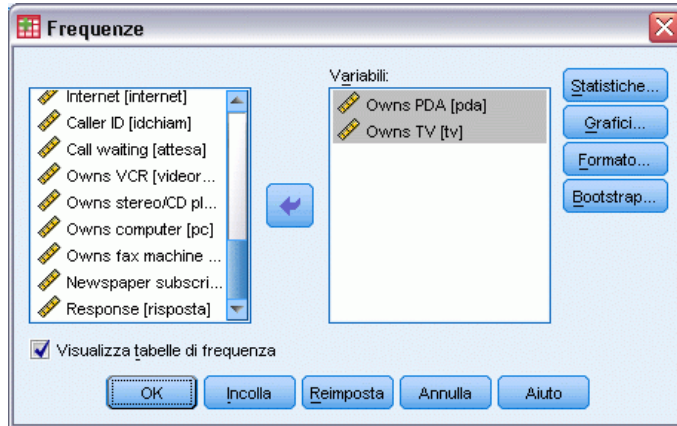 Frequenze
Internet [internet]
Caller ID [idchiam]
Call waiting [attesa]
Owns VCR [videor...
Owns stereo/CD pl...
Owns computer [pc]
Owns fax machine ...
Newspaper subscri...
Response [risposta]
Variabili:
Owns PDA [pda]
Owns TV [tv]
Statistiche...
Grafici...
Formato...
Bootstrap...
Visualizza tabelle di frequenza
OK
Incolla
Reimposta
Annulla
Aiuto